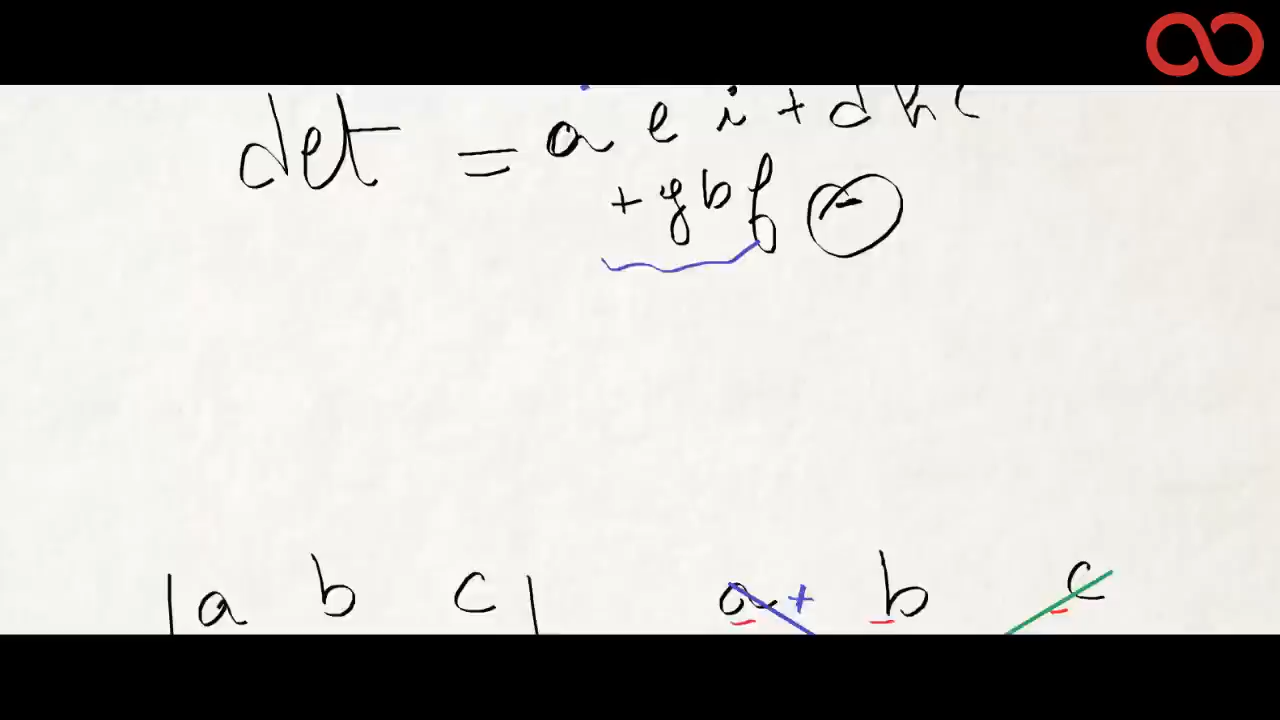 det = a e i + d h c
+ g b f -
| a b c | a + b c